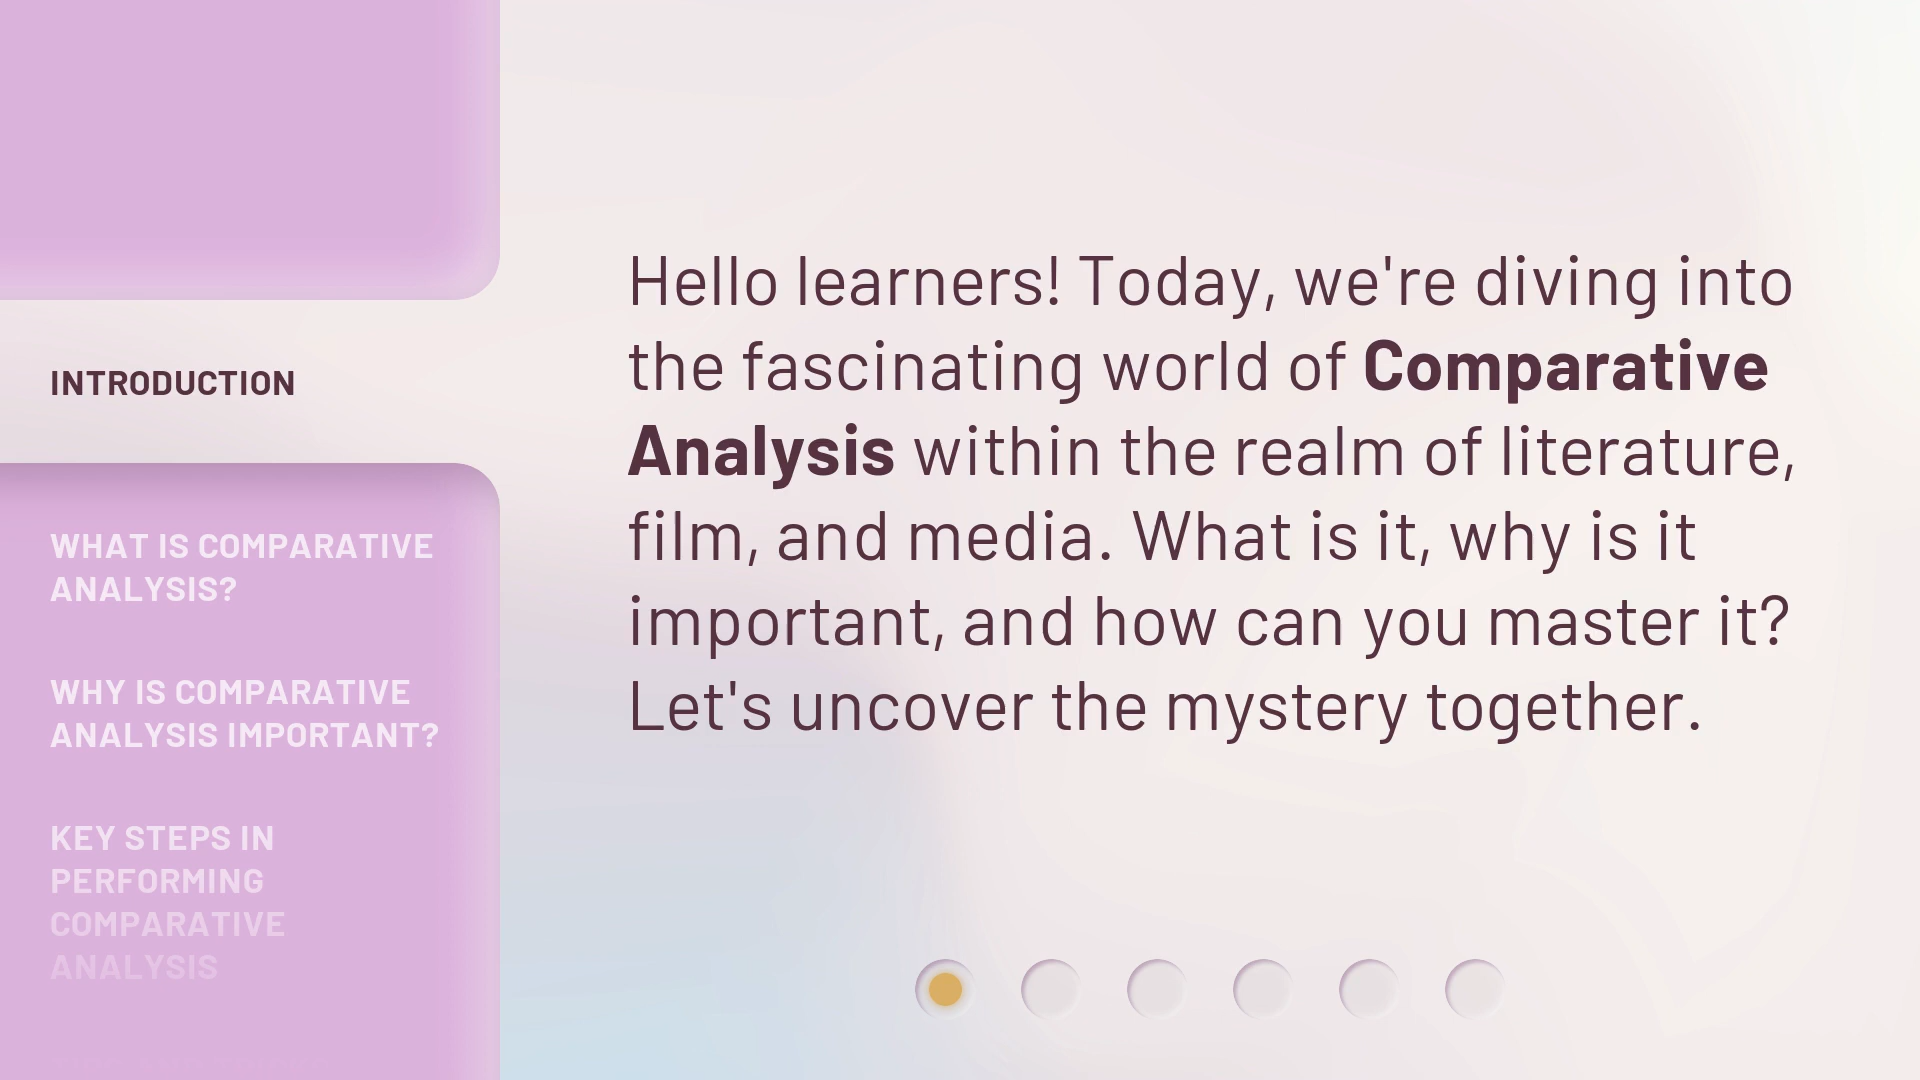 INTRODUCTION
WHAT IS COMPARATIVE
ANALYSIS?
WHY IS COMPARATIVE
ANALYSIS IMPORTANT?
KEY STEPS IN
PERFORMING
COMPARATIVE
ANALYSIS
Hello learners! Today, we're diving into
the fascinating world of Comparative
Analysis within the realm of literature,
film, and media. What is it, why is it
important, and how can you master it?
Let's uncover the mystery together.